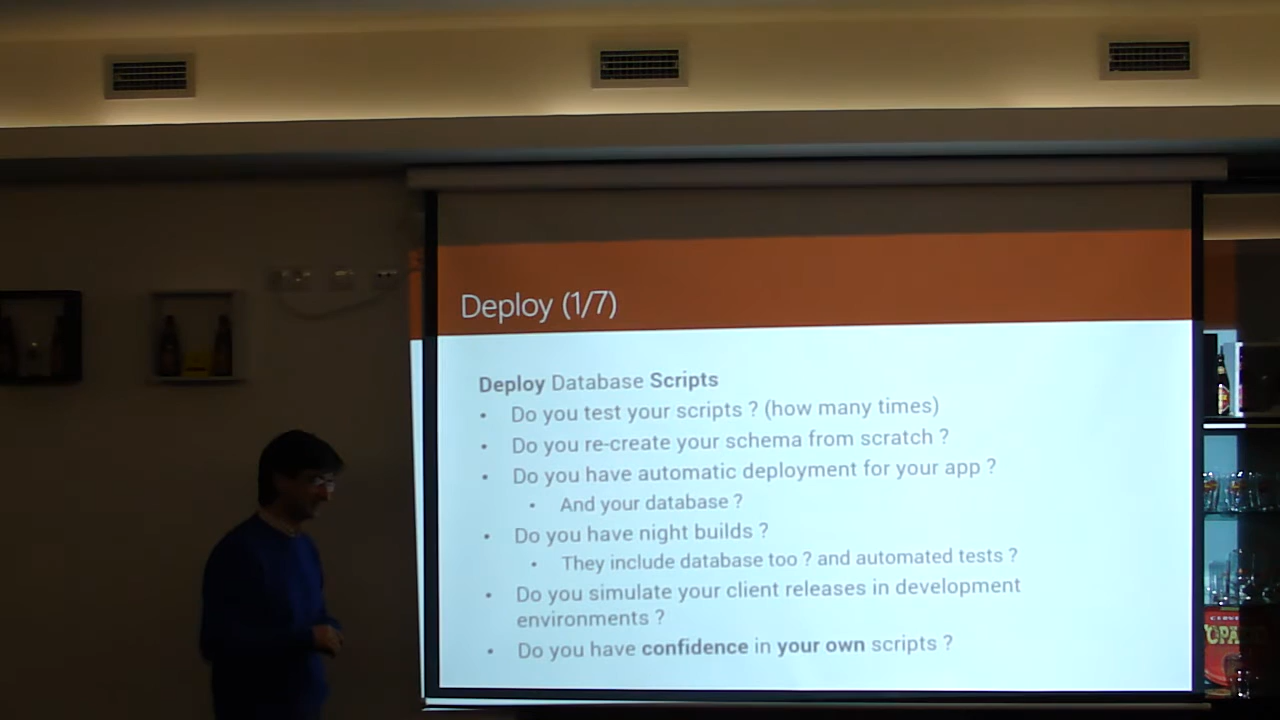 Deploy (1/7)
Deploy Database Scripts
• Do you test your scripts ? (how many times)
• Do you re-create your schema from scratch ?
• Do you have automatic deployment for your app ?
• And your database ?
• Do you have night builds ?
• They include database too ? and automated tests ?
• Do you simulate your client releases in development
environments ?
• Do you have confidence in your own scripts ?